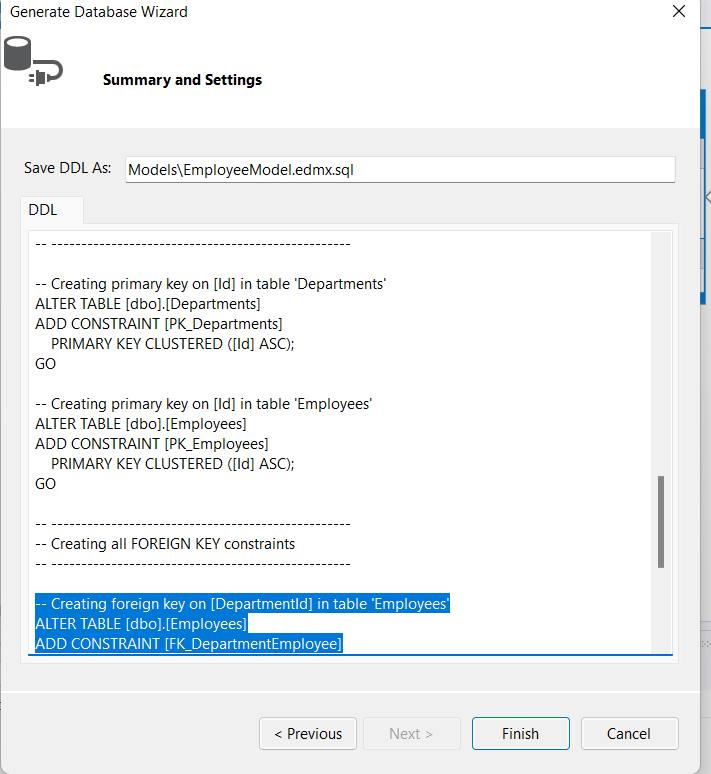 Generate Database Wizard
Summary and Settings
Save DDL As: Models\EmployeeModel.edmx.sql
DDL
-- --------------------------------------------------
-- Creating primary key on [Id] in table 'Departments'
ALTER TABLE [dbo].[Departments]
ADD CONSTRAINT [PK_Departments]
    PRIMARY KEY CLUSTERED ([Id] ASC);
GO
-- Creating primary key on [Id] in table 'Employees'
ALTER TABLE [dbo].[Employees]
ADD CONSTRAINT [PK_Employees]
    PRIMARY KEY CLUSTERED ([Id] ASC);
GO
-- --------------------------------------------------
-- Creating all FOREIGN KEY constraints
-- --------------------------------------------------
-- Creating foreign key on [DepartmentId] in table 'Employees'
ALTER TABLE [dbo].[Employees]
ADD CONSTRAINT [FK_DepartmentEmployee]
< Previous Next > Finish Cancel